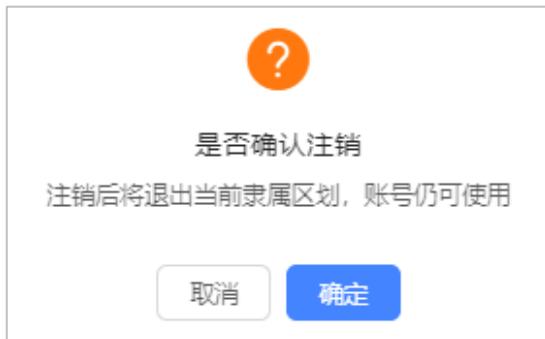 是否确认注销
注销后将退出当前隶属区划，账号仍可使用
取消
确定